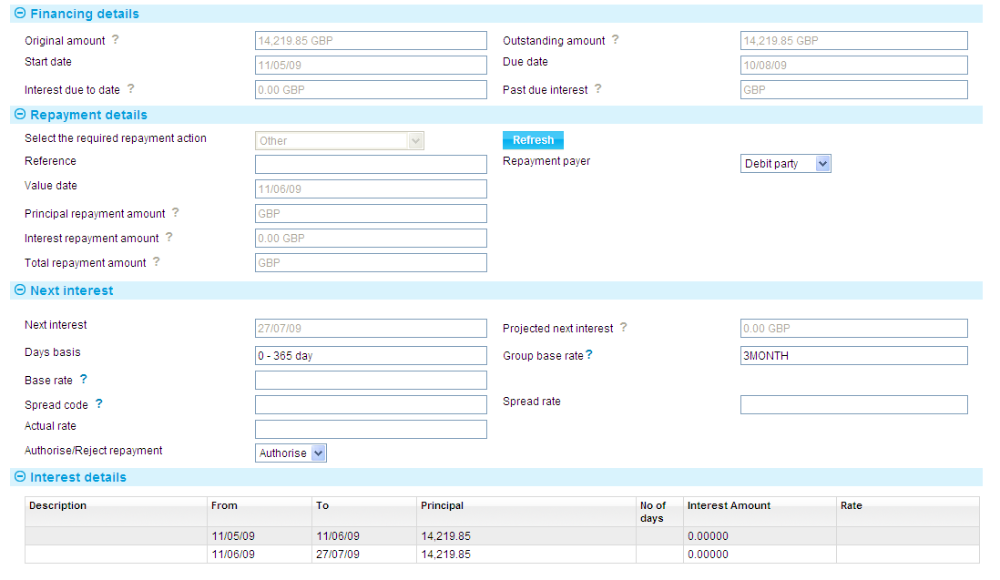 Financing details
Original amount ? 14,219.85 GBP Outstanding amount ? 14,219.85 GBP
Start date 11/05/09 Due date 10/08/09
Interest due to date ? 0.00 GBP Past due interest ? GBP
Repayment details
Select the required repayment action Other Refresh
Reference Repayment payer Debit party
Value date 11/06/09
Principal repayment amount ? GBP
Interest repayment amount ? 0.00 GBP
Total repayment amount ? GBP
Next interest
Next interest 27/07/09 Projected next interest ? 0.00 GBP
Days basis 0 - 365 day Group base rate? 3MONTH
Base rate ?
Spread code ? Spread rate
Actual rate
Authorise/Reject repayment Authorise
Interest details
Description From To Principal No of days Interest Amount Rate
11/05/09 11/06/09 14,219.85 0.00000
11/06/09 27/07/09 14,219.85 0.00000